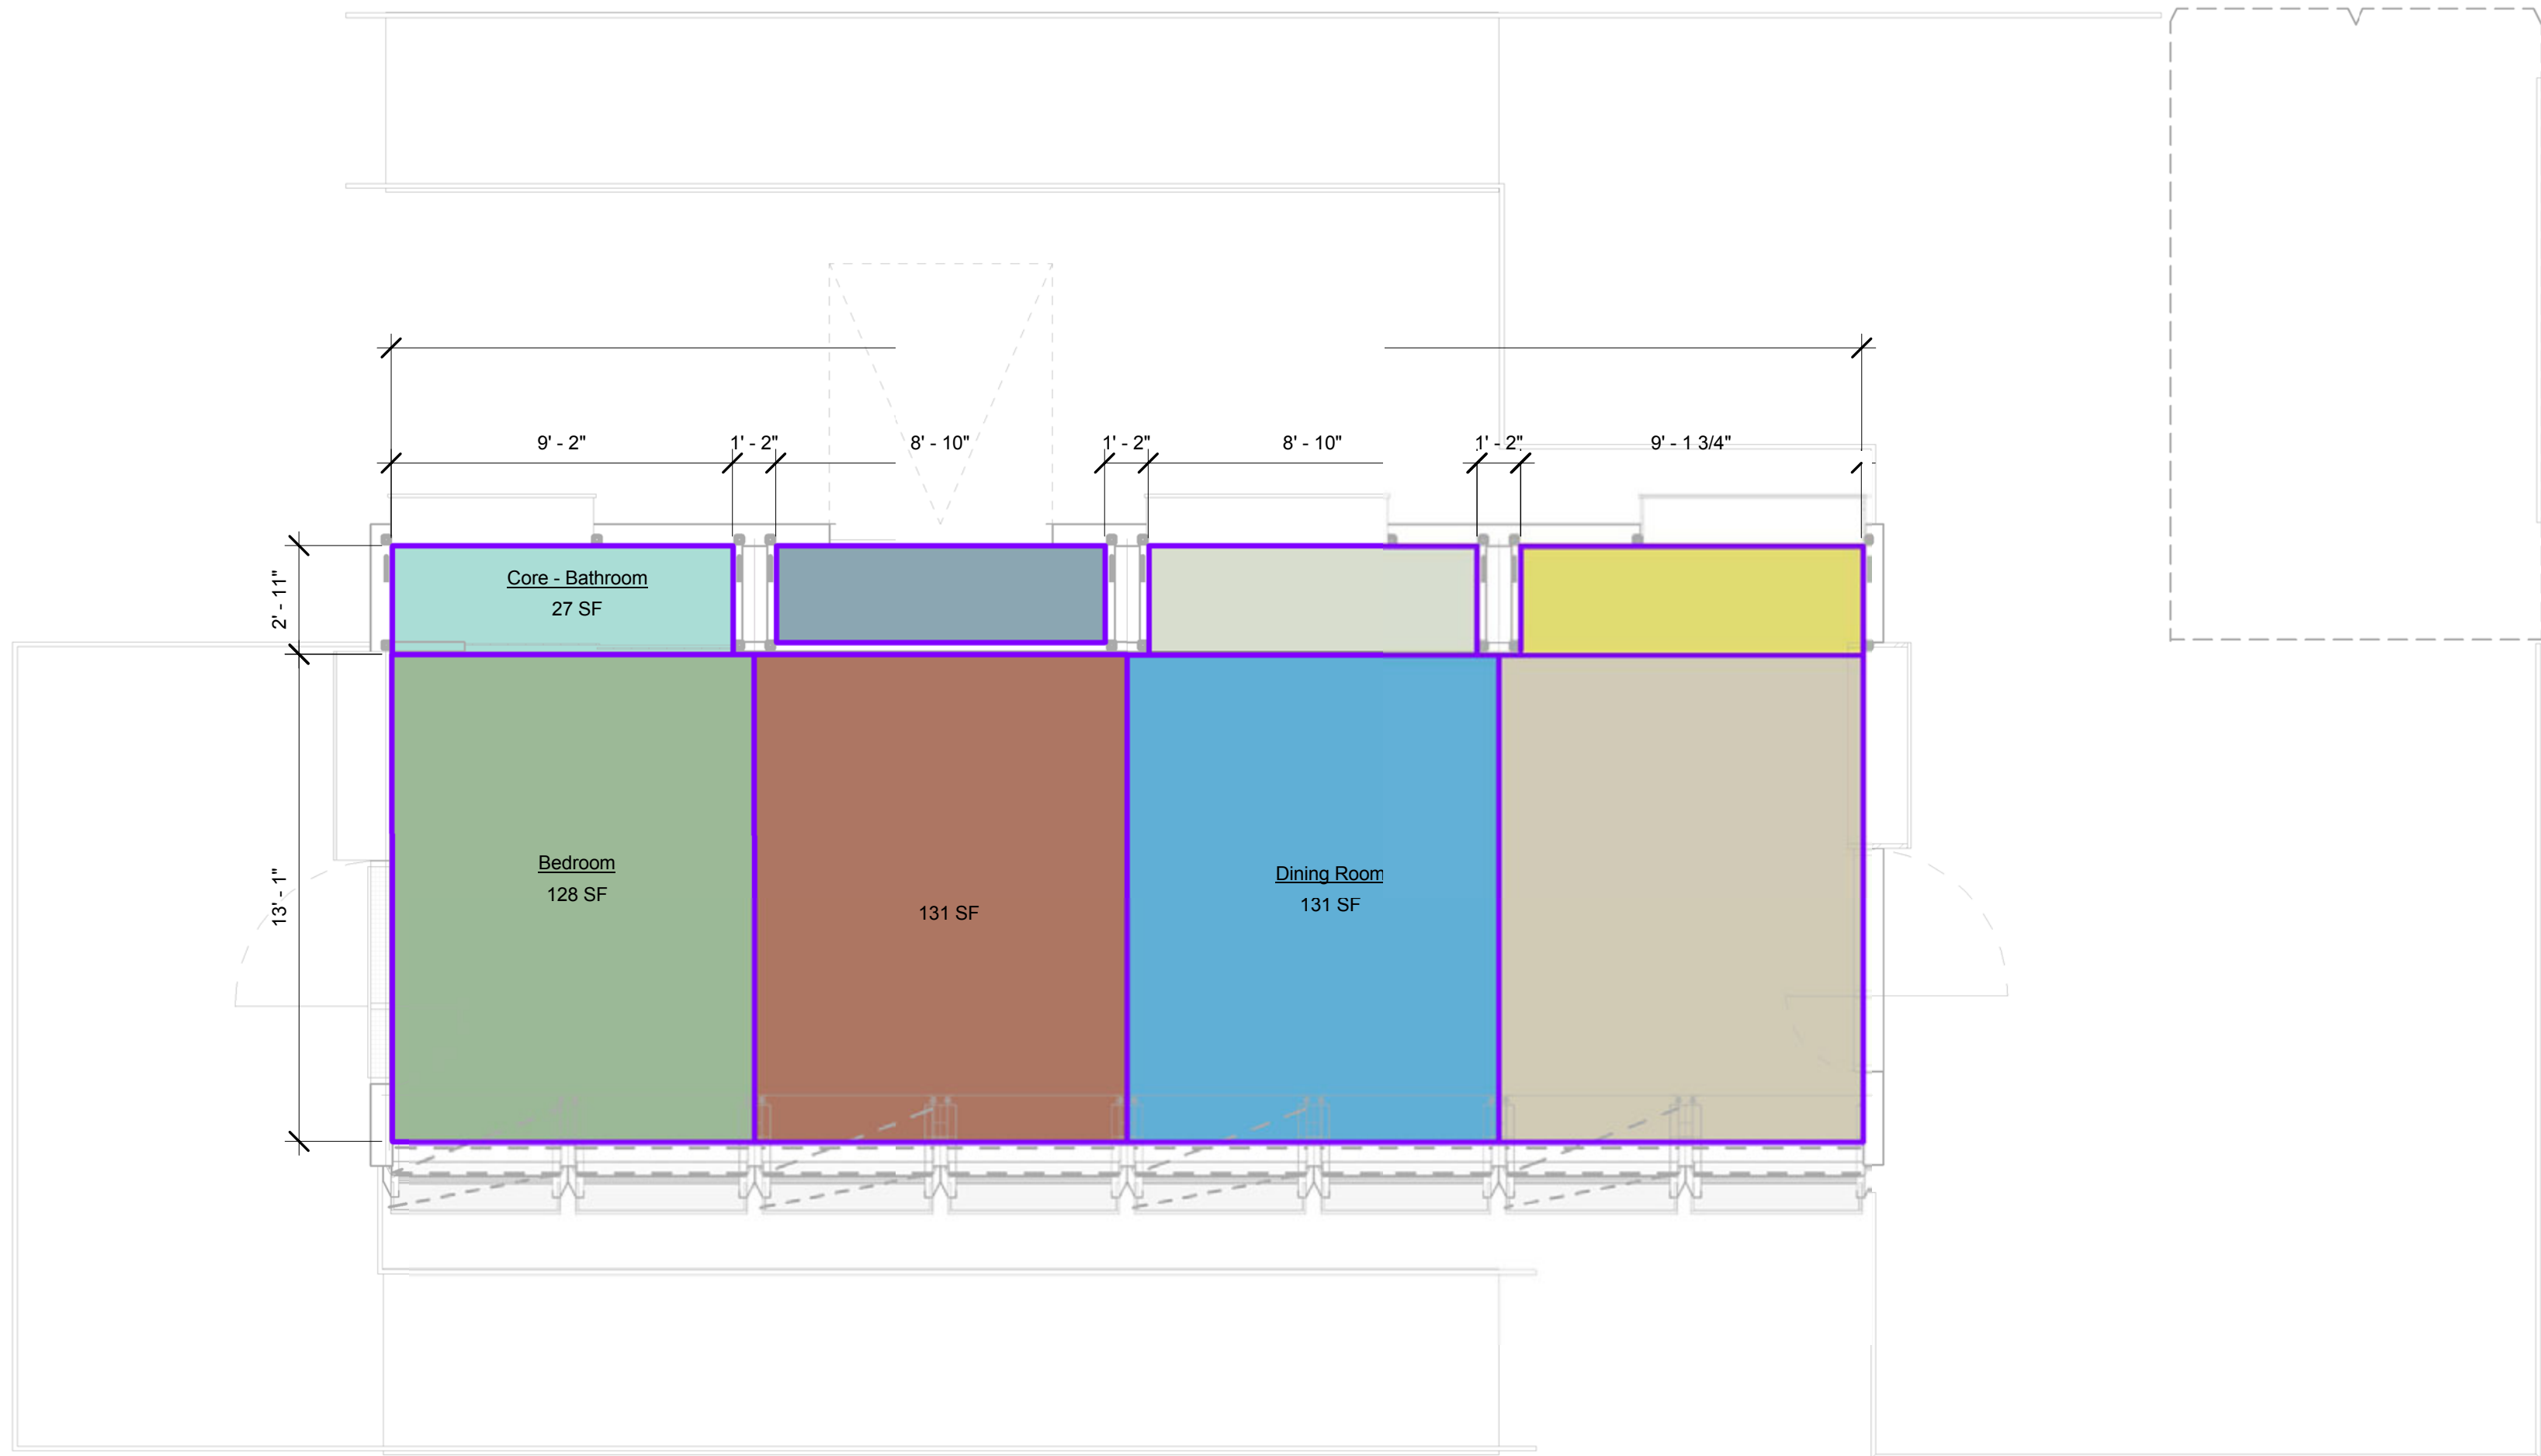 9' - 2"
1' - 2"
8' - 10"
1' - 2"
8' - 10"
1' - 2"
9' - 1 3/4"
2' - 11"
Core - Bathroom
27 SF
13' - 1"
Bedroom
128 SF
131 SF
Dining Room
131 SF